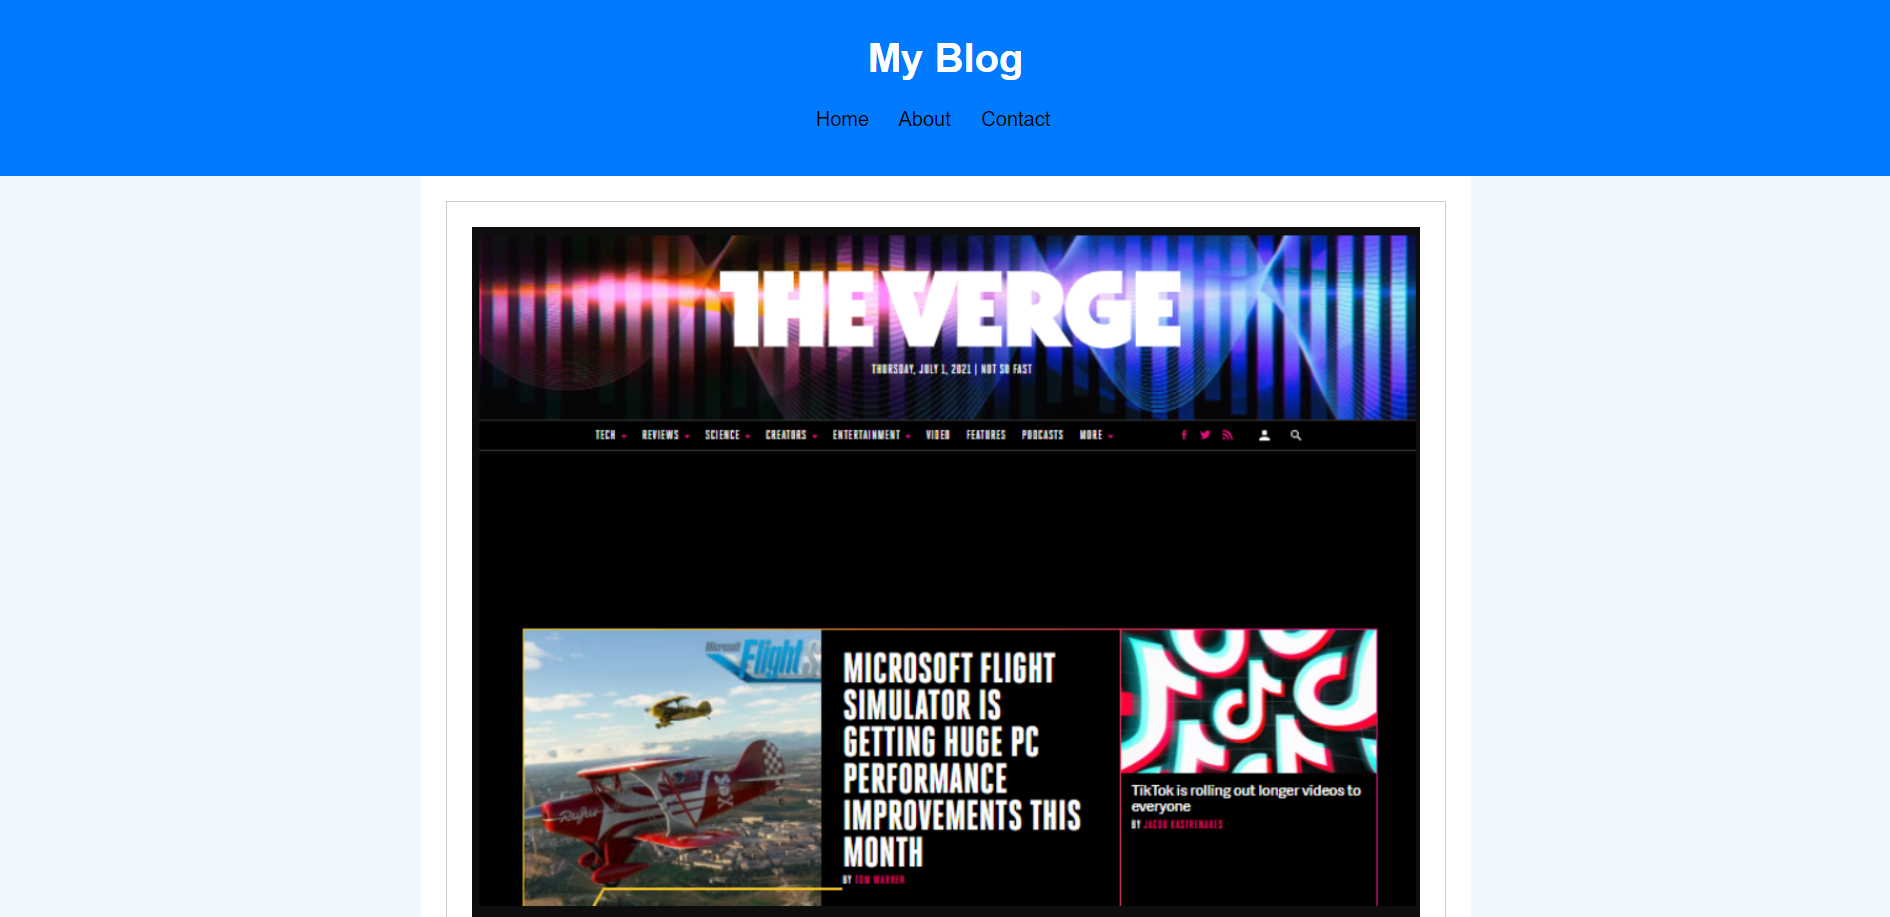 My Blog
Home About Contact
THE VERGE
THURSDAY, JULY 1, 2021 | NOT SO FAST
TECH REVIEWS SCIENCE CREATORS ENTERTAINMENT VIDEO FEATURES PODCASTS MORE
Microsoft
Flight S
MICROSOFT FLIGHT
SIMULATOR IS
GETTING HUGE PC
PERFORMANCE
IMPROVEMENTS THIS
MONTH
BY TOM WARREN
Rufus
TikTok is rolling out longer videos to
everyone
BY JACOB KASTRENAKES